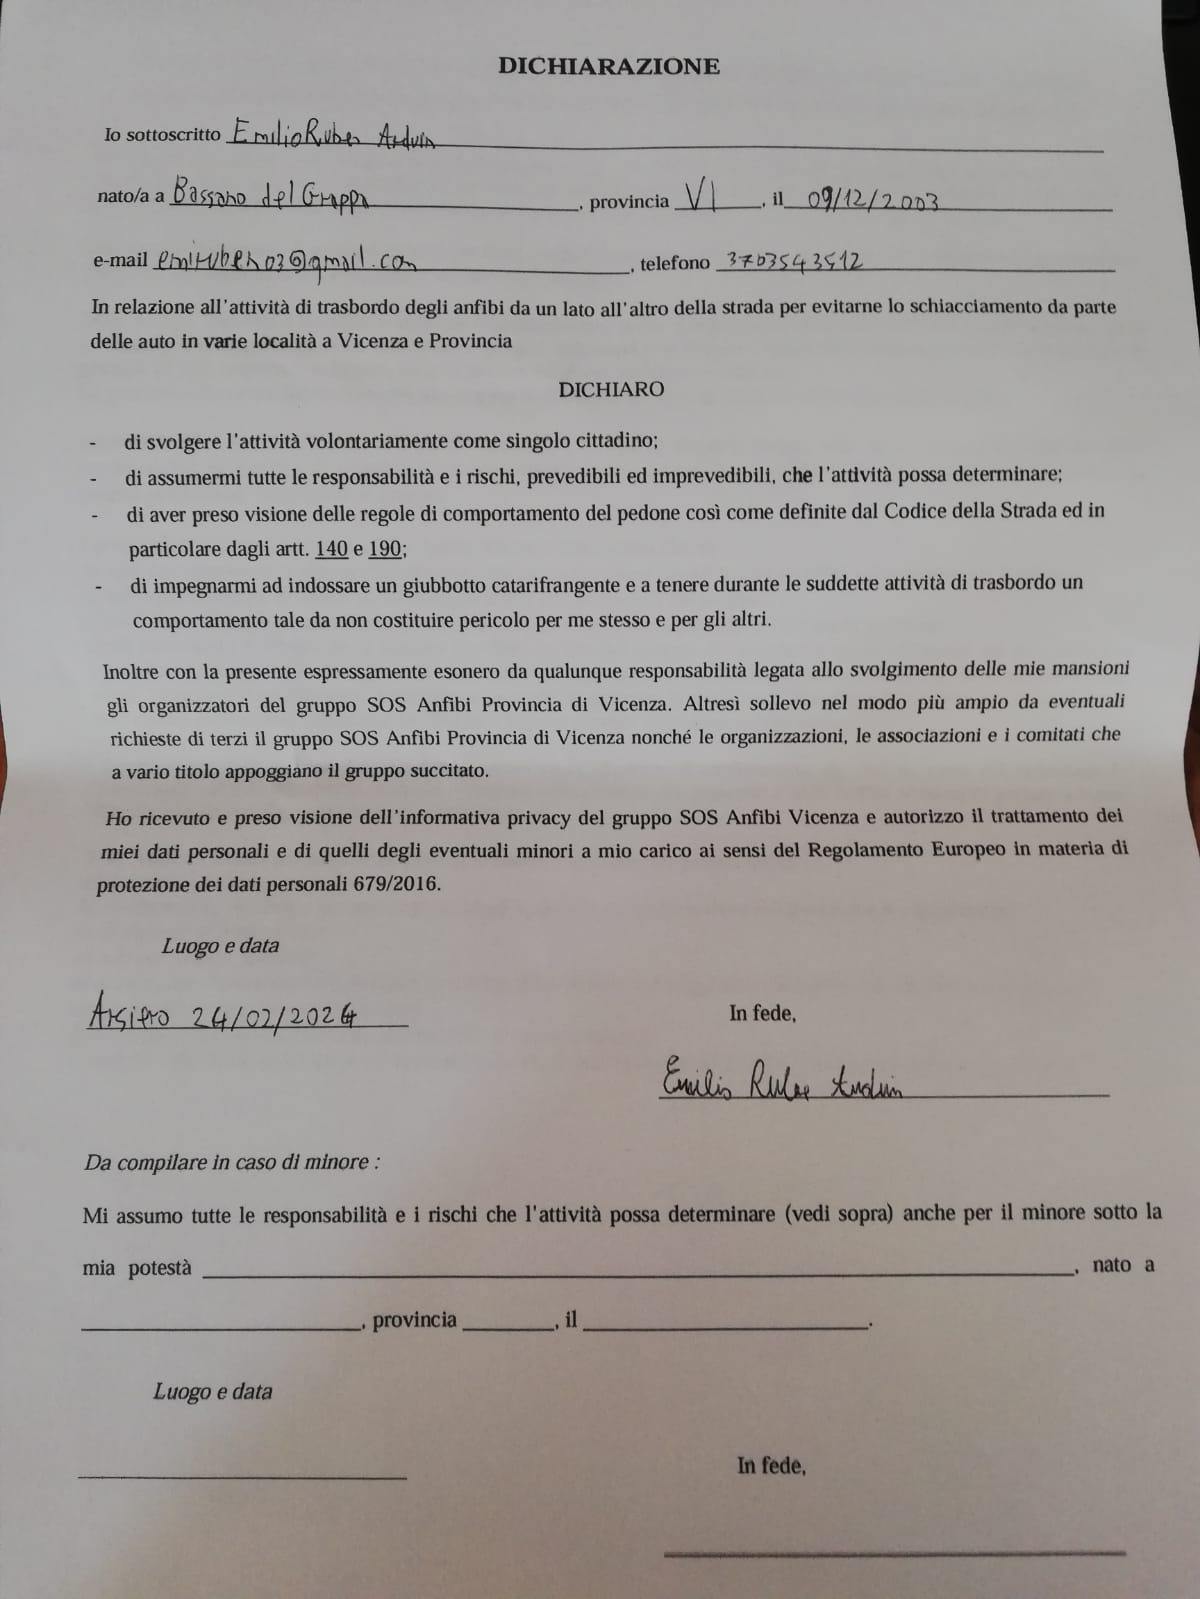 DICHIARAZIONE
Io sottoscritto Emilio Ruben Arduin
nato/a a Bassano del Grappa, provincia VI, il 09/12/2003
e-mail emiruben03@gmail.com, telefono 3703543512
In relazione all'attività di trasbordo degli anfibi da un lato all'altro della strada per evitarne lo schiacciamento da parte
delle auto in varie località a Vicenza e Provincia
DICHIARO
- di svolgere l'attività volontariamente come singolo cittadino;
- di assumermi tutte le responsabilità e i rischi, prevedibili ed imprevedibili, che l'attività possa determinare;
- di aver preso visione delle regole di comportamento del pedone così come definite dal Codice della Strada ed in
particolare dagli artt. 140 e 190;
- di impegnarmi ad indossare un giubbotto catarifrangente e a tenere durante le suddette attività di trasbordo un
comportamento tale da non costituire pericolo per me stesso e per gli altri.
Inoltre con la presente espressamente esonero da qualunque responsabilità legata allo svolgimento delle mie mansioni
gli organizzatori del gruppo SOS Anfibi Provincia di Vicenza. Altresì sollevo nel modo più ampio da eventuali
richieste di terzi il gruppo SOS Anfibi Provincia di Vicenza nonché le organizzazioni, le associazioni e i comitati che
a vario titolo appoggiano il gruppo succitato.
Ho ricevuto e preso visione dell'informativa privacy del gruppo SOS Anfibi Vicenza e autorizzo il trattamento dei
miei dati personali e di quelli degli eventuali minori a mio carico ai sensi del Regolamento Europeo in materia di
protezione dei dati personali 679/2016.
Luogo e data
Arsiero 24/02/2024
In fede,
Emilio Ruben Arduin
Da compilare in caso di minore :
Mi assumo tutte le responsabilità e i rischi che l'attività possa determinare (vedi sopra) anche per il minore sotto la
mia potestà , nato a
, provincia , il .
Luogo e data
In fede,